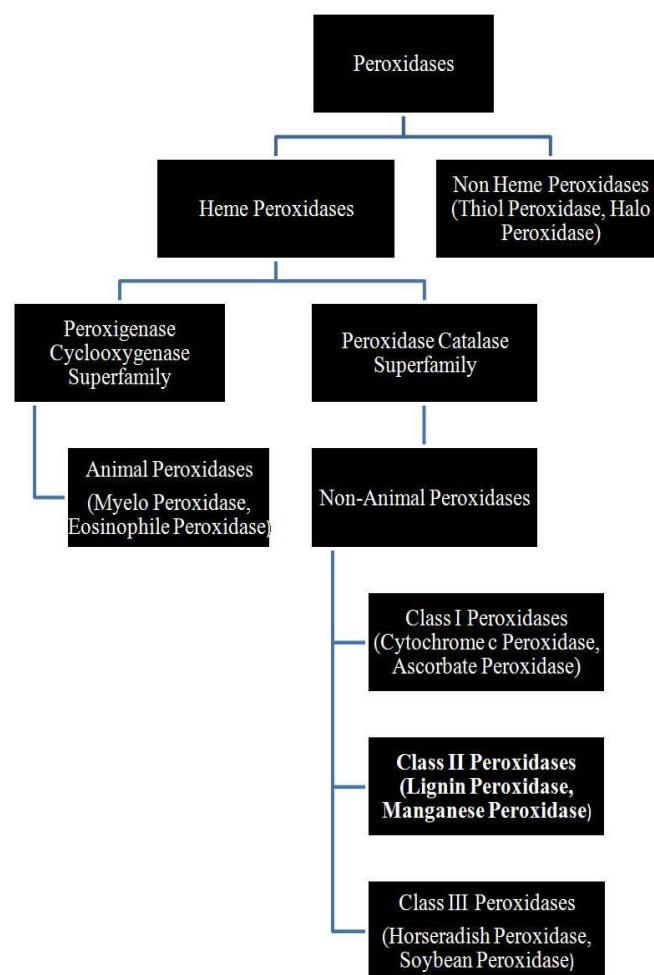 Peroxidases
Heme Peroxidases
Non Heme Peroxidases
(Thiol Peroxidase, Halo
Peroxidase)
Peroxigenase
Cyclooxygenase
Superfamily
Peroxidase Catalase
Superfamily
Animal Peroxidases
(Myelo Peroxidase,
Eosinophile Peroxidase)
Non-Animal Peroxidases
Class I Peroxidases
(Cytochrome c Peroxidase,
Ascorbate Peroxidase)
Class II Peroxidases
(Lignin Peroxidase,
Manganese Peroxidase)
Class III Peroxidases
(Horseradish Peroxidase,
Soybean Peroxidase)